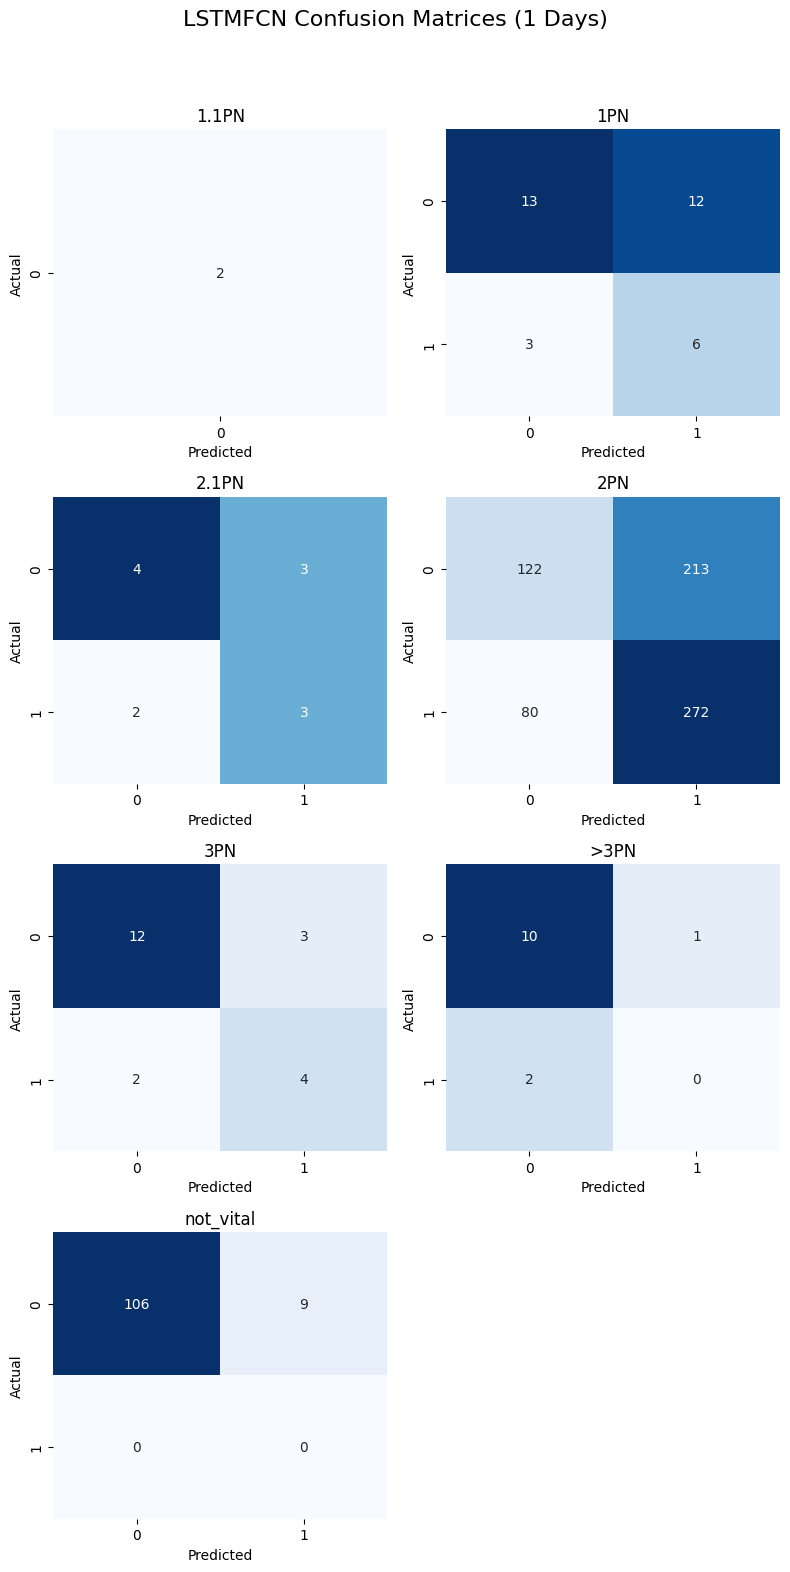 LSTMFCN Confusion Matrices (1 Days)
1.1PN
1PN
Actual
0
2
0
Predicted
Actual
0
13
12
1
3
6
0
1
Predicted
2.1PN
2PN
Actual
0
4
3
1
2
3
0
1
Predicted
Actual
0
122
213
1
80
272
0
1
Predicted
3PN
>3PN
Actual
0
12
3
1
2
4
0
1
Predicted
Actual
0
10
1
1
2
0
0
1
Predicted
not_vital
Actual
0
106
9
1
0
0
0
1
Predicted